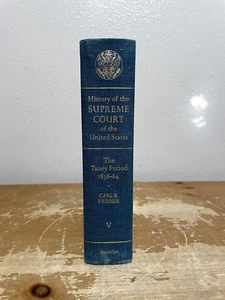 History of the
SUPREME
COURT
of the
United States
The
Taney Period
1836-64
CARL B.
SWISHER
V
Macmillan